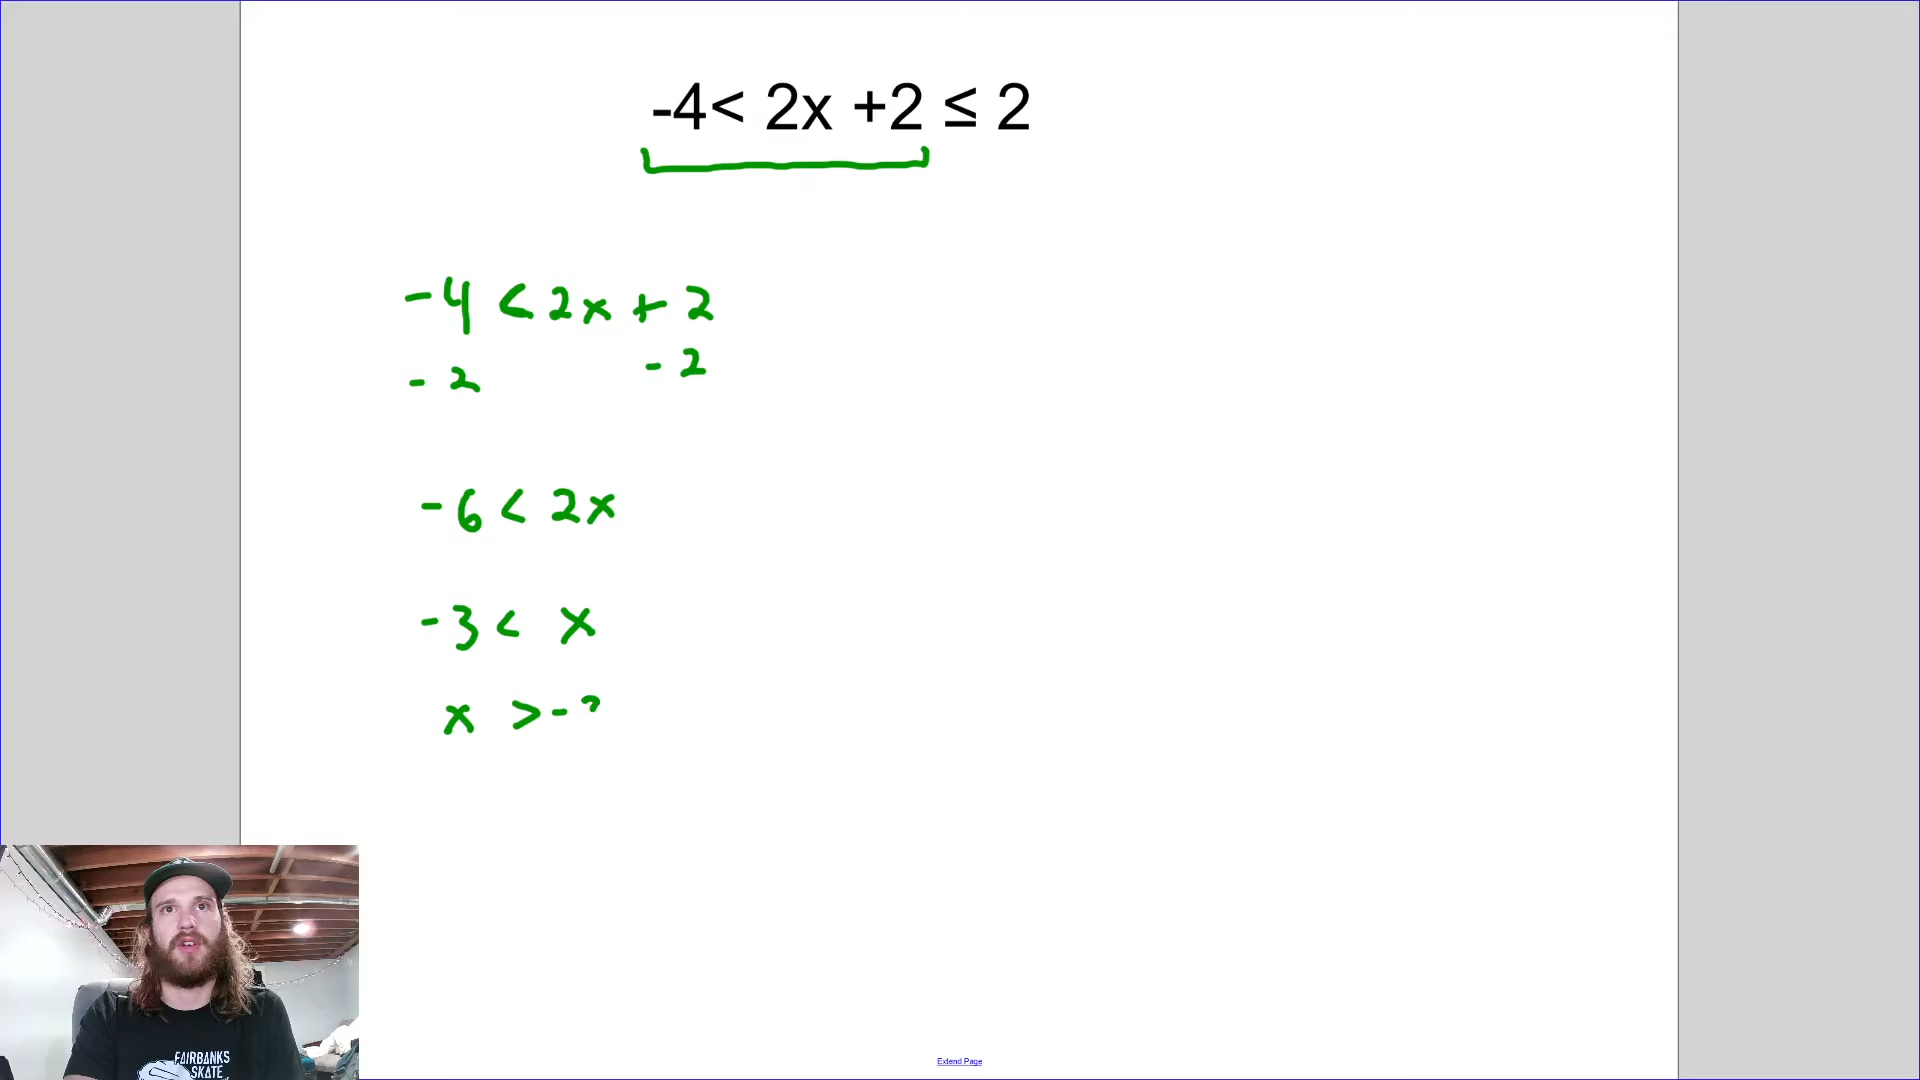 -4< 2x +2 ≤ 2
-4 < 2x + 2
-2 -2
-6 < 2x
-3 < x
x > -
FAIRBANKS
SKATE
Extend Page